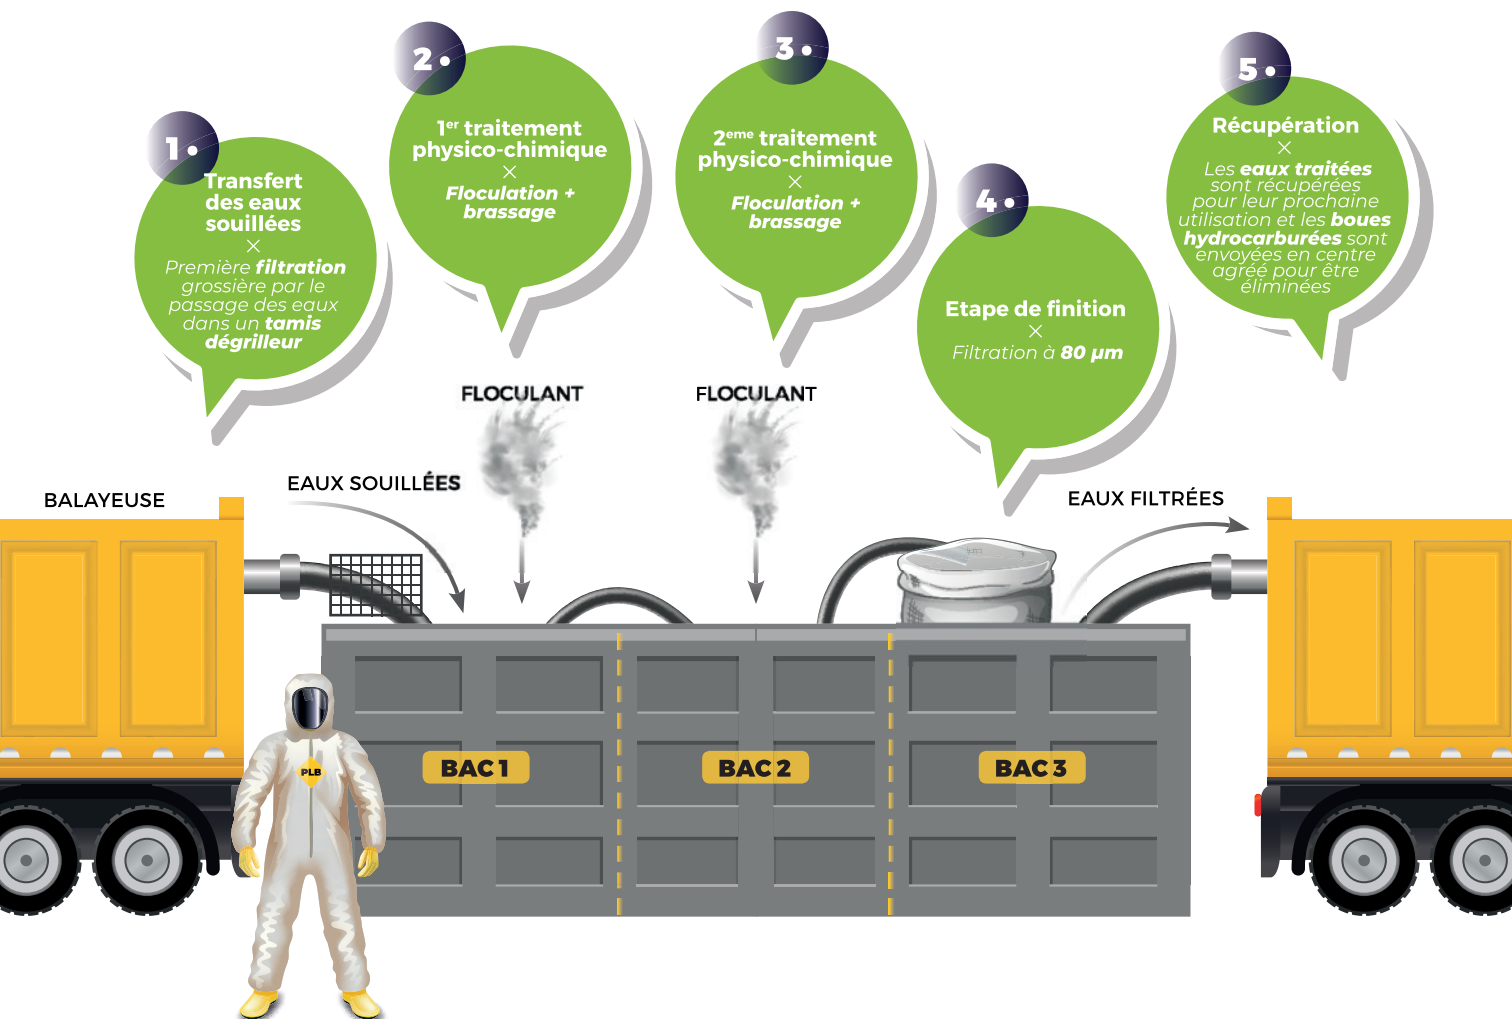 1.
Transfert
des eaux
souillées
×
Première filtration
grossière par le
passage des eaux
dans un tamis
dégrilleur
2.
1er traitement
physico-chimique
×
Floculation +
brassage
3.
2eme traitement
physico-chimique
×
Floculation +
brassage
4.
Etape de finition
×
Filtration à 80 µm
5.
Récupération
×
Les eaux traitées
sont récupérées
pour leur prochaine
utilisation et les boues
hydrocarburées sont
envoyées en centre
agréé pour être
éliminées
FLOCULANT
FLOCULANT
BALAYEUSE
EAUX SOUILLÉES
EAUX FILTRÉES
BAC 1
BAC 2
BAC 3
PLB